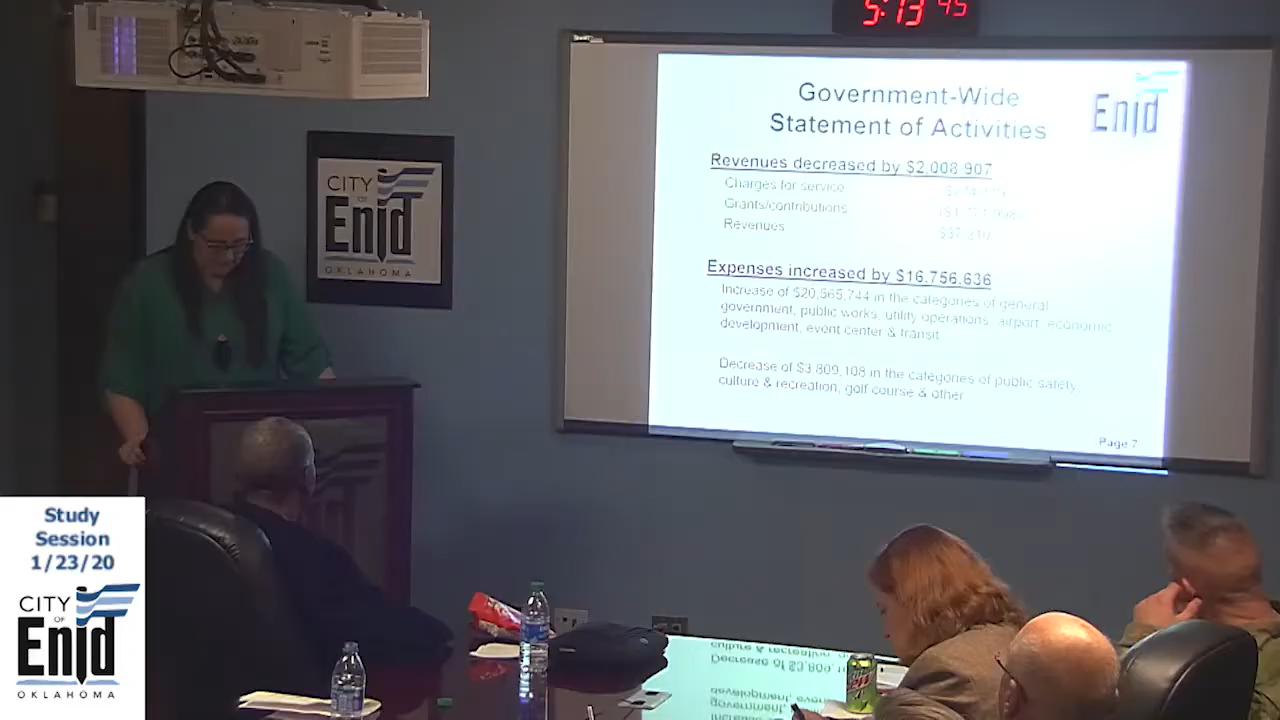 5:13 45
Government-Wide
Statement of Activities
Enid
Revenues decreased by $2,008,907
Charges for service
Grants/contributions
Revenues
Expenses increased by $16,756,636
Increase of $20,565,744 in the categories of general
government, public works, utility operations, airport, economic
development, event center & transit
Decrease of $3,809,108 in the categories of public safety,
culture & recreation, golf course & other
Page 7
CITY
OF
Enid
OKLAHOMA
Study
Session
1/23/20
CITY
OF
Enid
OKLAHOMA